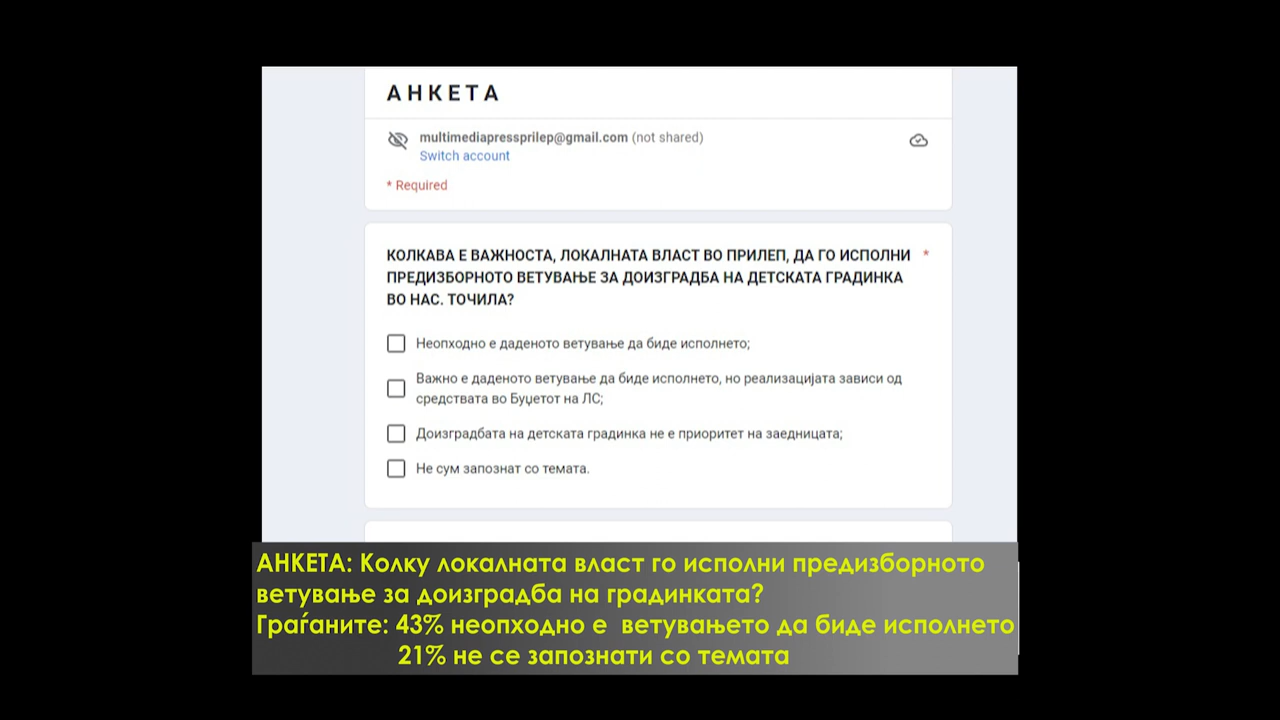 АНКЕТА
multimediapressprilep@gmail.com (not shared)
Switch account
* Required
КОЛКАВА Е ВАЖНОСТА, ЛОКАЛНАТА ВЛАСТ ВО ПРИЛЕП, ДА ГО ИСПОЛНИ *
ПРЕДИЗБОРНОТО ВЕТУВАЊЕ ЗА ДОИЗГРАДБА НА ДЕТСКАТА ГРАДИНКА
ВО НАС. ТОЧИЛА?
Неопходно е даденото ветување да биде исполнето;
Важно е даденото ветување да биде исполнето, но реализацијата зависи од
средствата во Буџетот на ЛС;
Доизградбата на детската градинка не е приоритет на заедницата;
Не сум запознат со темата.
АНКЕТА: Колку локалната власт го исполни предизборното
ветување за доизградба на градинката?
Граѓаните: 43% неопходно е ветувањето да биде исполнето
21% не се запознати со темата